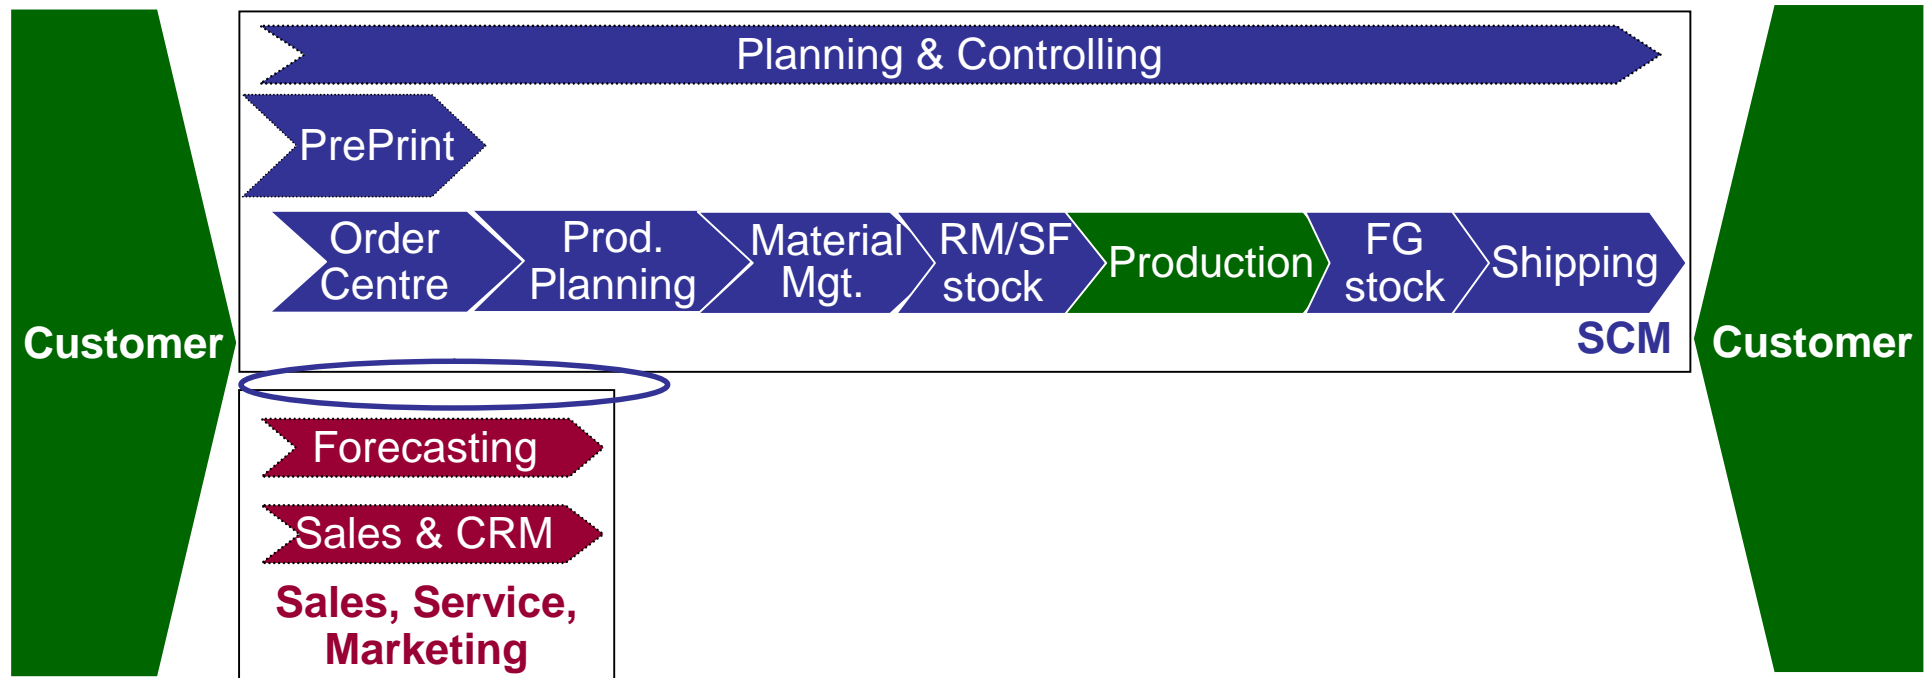 Planning & Controlling
PrePrint
Order
Centre
Prod.
Planning
Material
Mgt.
RM/SF
stock
Production
FG
stock
Shipping
SCM
Customer
Customer
Forecasting
Sales & CRM
Sales, Service,
Marketing